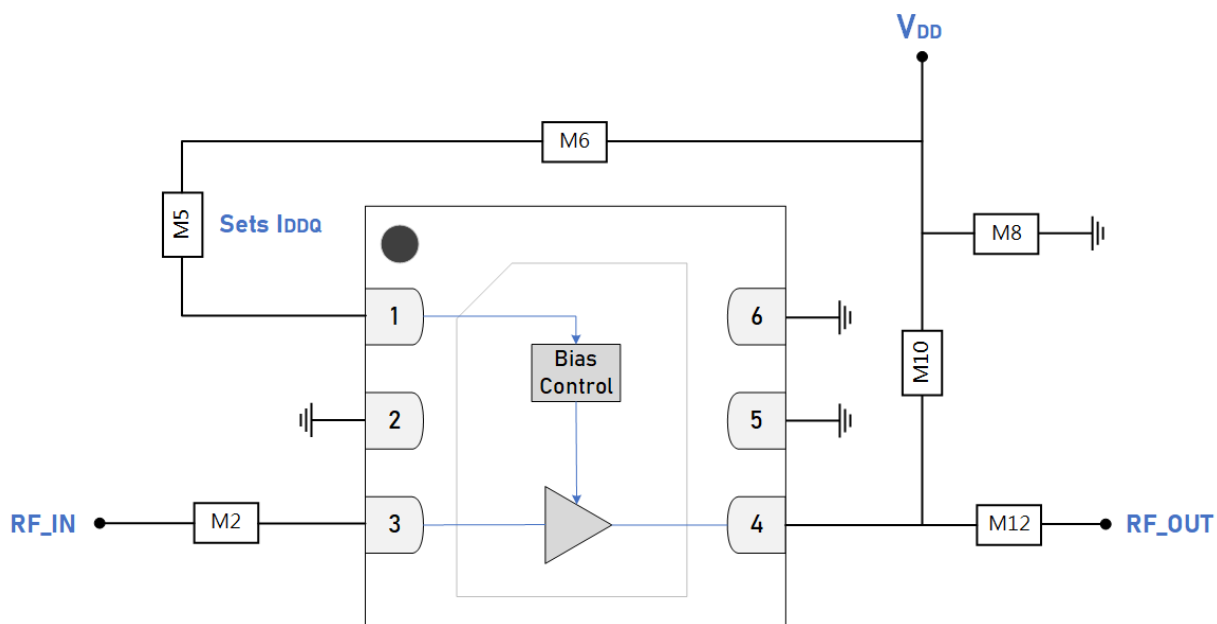 VDD
M6
M5
Sets IDDQ
M8
1
6
Bias
Control
M10
2
5
RF_IN
M2
3
4
M12
RF_OUT